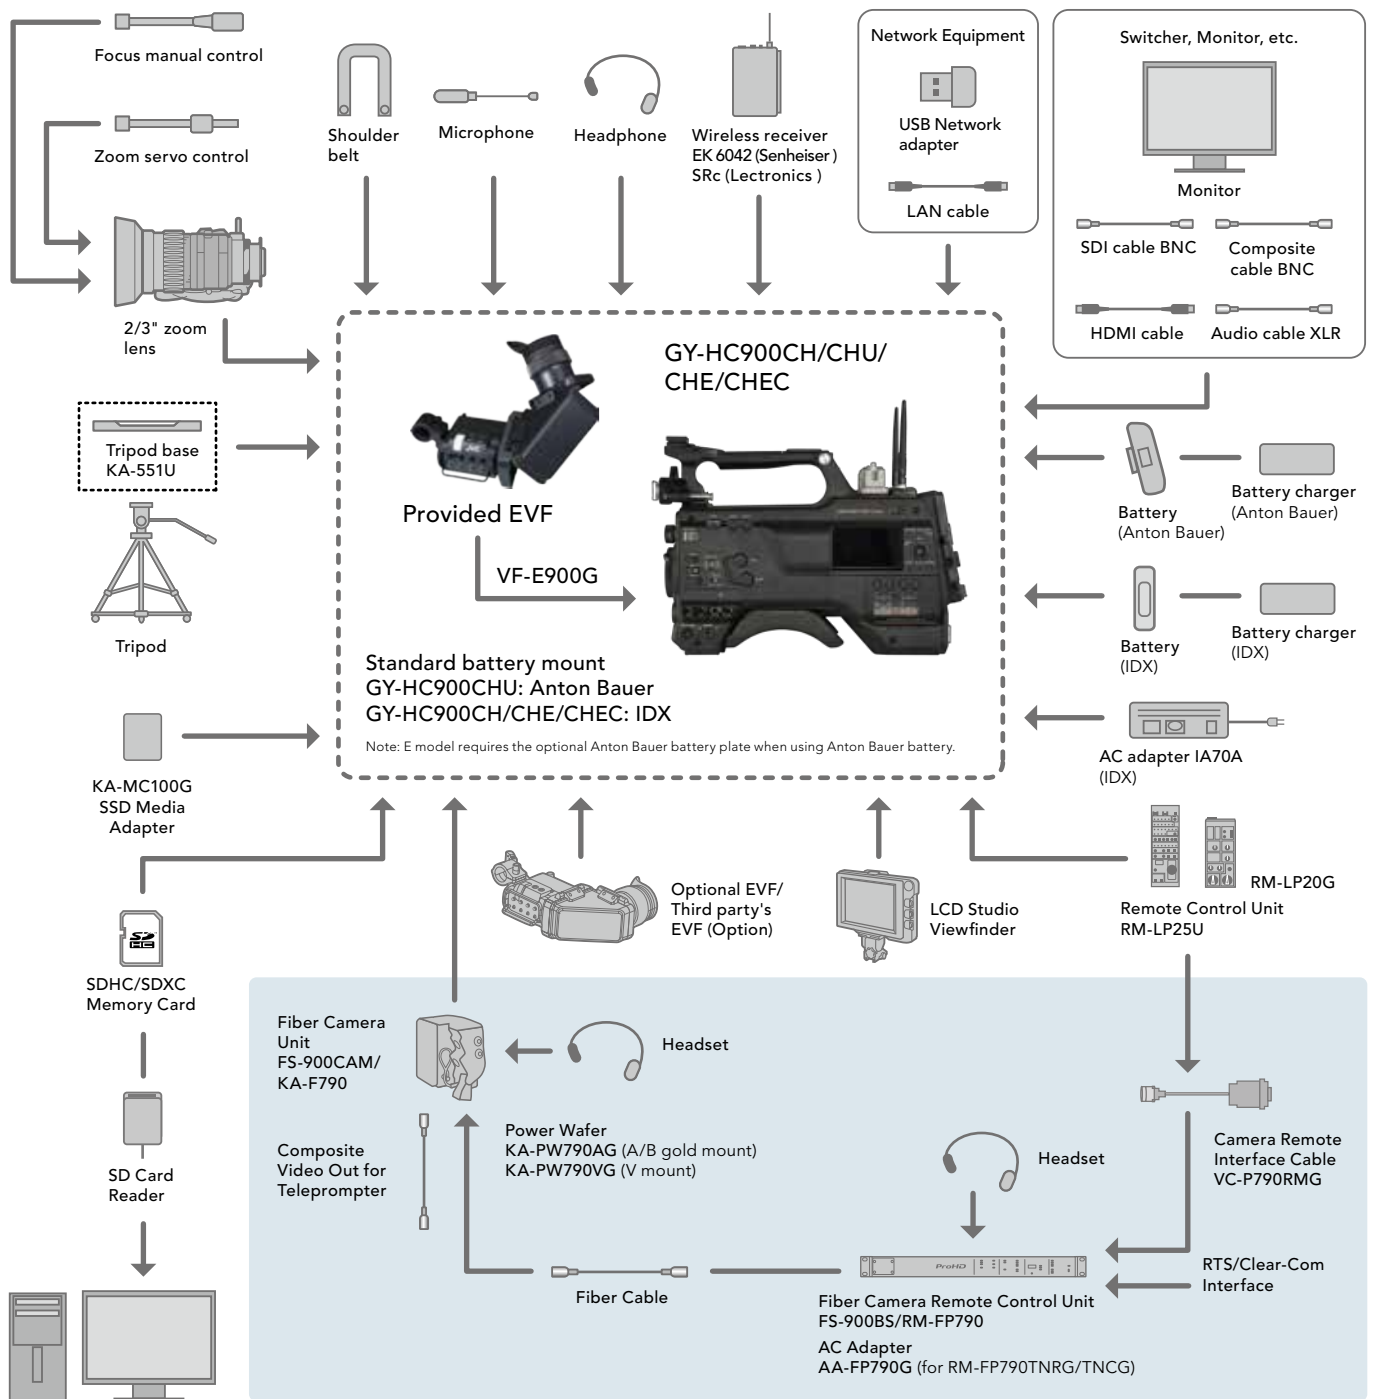 Focus manual control
Zoom servo control
2/3" zoom
lens
Shoulder
belt
Microphone
Headphone
Wireless receiver
EK 6042 (Senheiser )
SRc (Lectronics )
Network Equipment
USB Network
adapter
LAN cable
Switcher, Monitor, etc.
Monitor
SDI cable BNC
Composite
cable BNC
HDMI cable
Audio cable XLR
Tripod base
KA-551U
Tripod
GY-HC900CH/CHU/
CHE/CHEC
Provided EVF
VF-E900G
Standard battery mount
GY-HC900CHU: Anton Bauer
GY-HC900CH/CHE/CHEC: IDX
Note: E model requires the optional Anton Bauer battery plate when using Anton Bauer battery.
Battery
(Anton Bauer)
Battery charger
(Anton Bauer)
Battery
(IDX)
Battery charger
(IDX)
AC adapter IA70A
(IDX)
KA-MC100G
SSD Media
Adapter
SDHC/SDXC
Memory Card
SD Card
Reader
Optional EVF/
Third party's
EVF (Option)
LCD Studio
Viewfinder
RM-LP20G
Remote Control Unit
RM-LP25U
Fiber Camera
Unit
FS-900CAM/
KA-F790
Headset
Composite
Video Out for
Teleprompter
Power Wafer
KA-PW790AG (A/B gold mount)
KA-PW790VG (V mount)
Headset
Camera Remote
Interface Cable
VC-P790RMG
RTS/Clear-Com
Interface
Fiber Cable
ProHD
Fiber Camera Remote Control Unit
FS-900BS/RM-FP790
AC Adapter
AA-FP790G (for RM-FP790TNRG/TNCG)
SD
HC